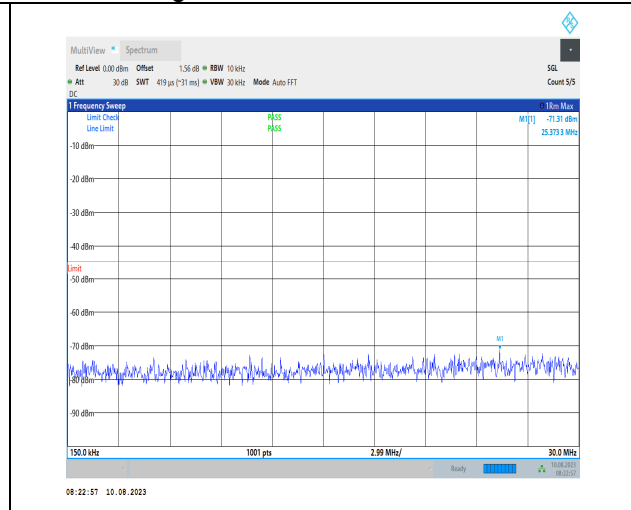 MultiView Spectrum
Ref Level 0.00 dBm Offset 1.56 dB RBW 10 kHz SGL
Att 30 dB SWT 419 µs (~31 ms) VBW 30 kHz Mode Auto FFT Count 5/5
DC
1 Frequency Sweep 1Rm Max
Limit Check PASS M1[1] -71.31 dBm
Line Limit PASS 25.373 3 MHz
-10 dBm
-20 dBm
-30 dBm
-40 dBm
Limit
-50 dBm
-60 dBm
-70 dBm
M1
-80 dBm
-90 dBm
150.0 kHz 1001 pts 2.99 MHz/ 30.0 MHz
Ready 10.08.2023
08:22:57
08:22:57 10.08.2023